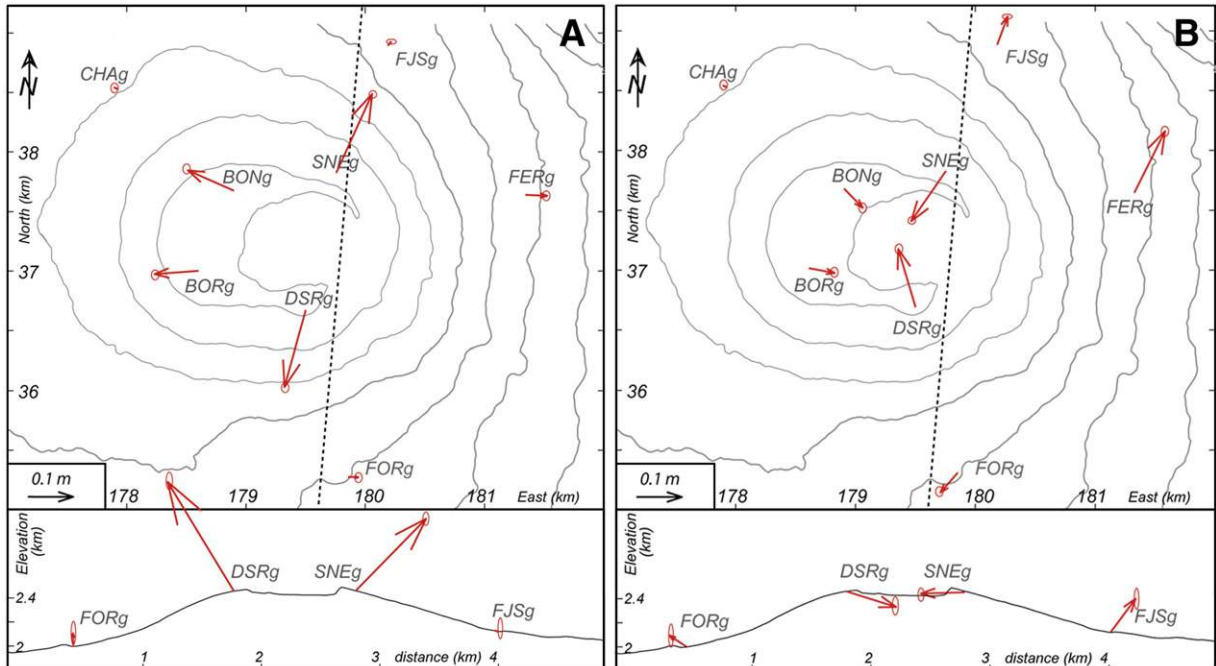 A
N
CHAg
FJSg
SNEg
BONg
FERg
BORg
DSRg
FORg
38
37
36
North (km)
0.1 m
178
179
180
181
East (km)
Elevation
(km)
2.4
2
FORg
DSRg
SNEg
FJSg
1
2
3
4
distance (km)
B
N
CHAg
FJSg
SNEg
BONg
FERg
BORg
DSRg
FORg
38
37
36
North (km)
0.1 m
178
179
180
181
East (km)
Elevation
(km)
2.4
2
FORg
DSRg
SNEg
FJSg
1
2
3
4
distance (km)